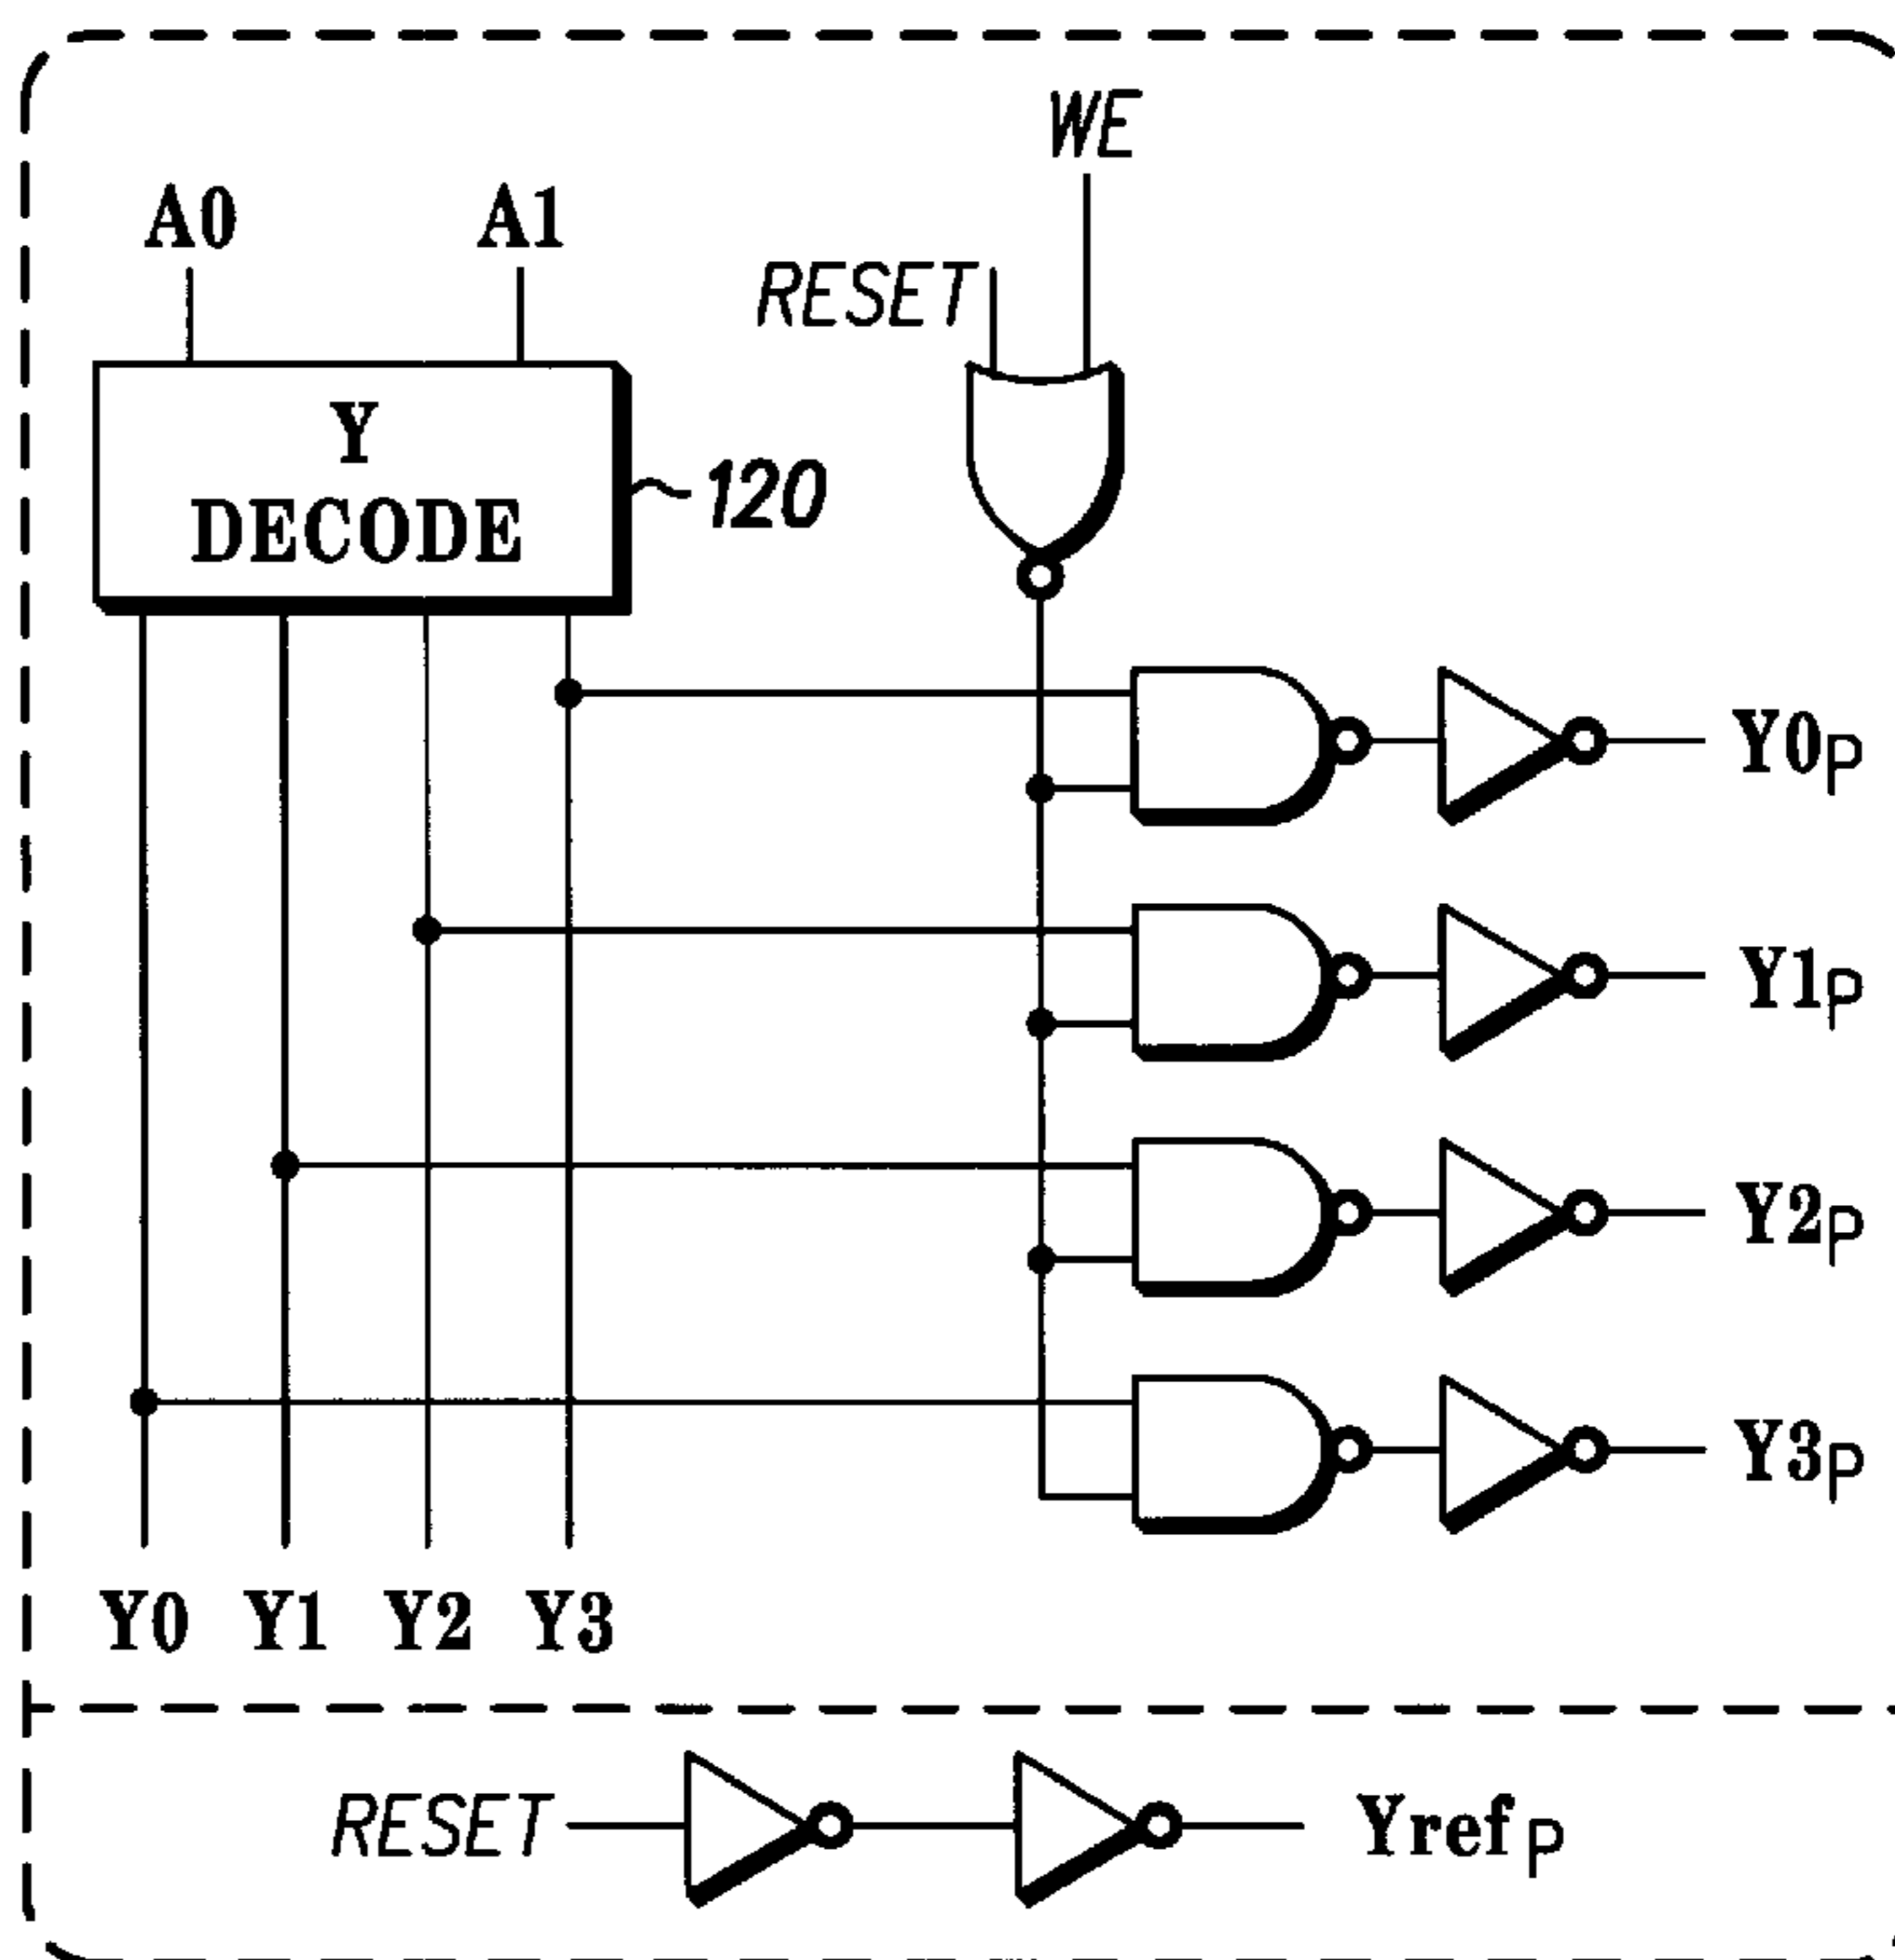 WE
A0 A1
RESET
Y
DECODE
120
Y0p
Y1p
Y2p
Y3p
Y0 Y1 Y2 Y3
RESET Yrefp